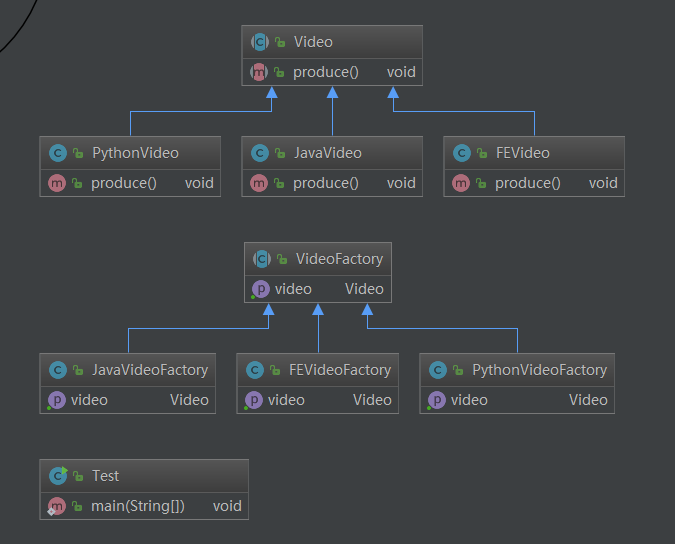 Video
produce() void
PythonVideo
produce() void
JavaVideo
produce() void
FEVideo
produce() void
VideoFactory
video Video
JavaVideoFactory
video Video
FEVideoFactory
video Video
PythonVideoFactory
video Video
Test
main(String[]) void